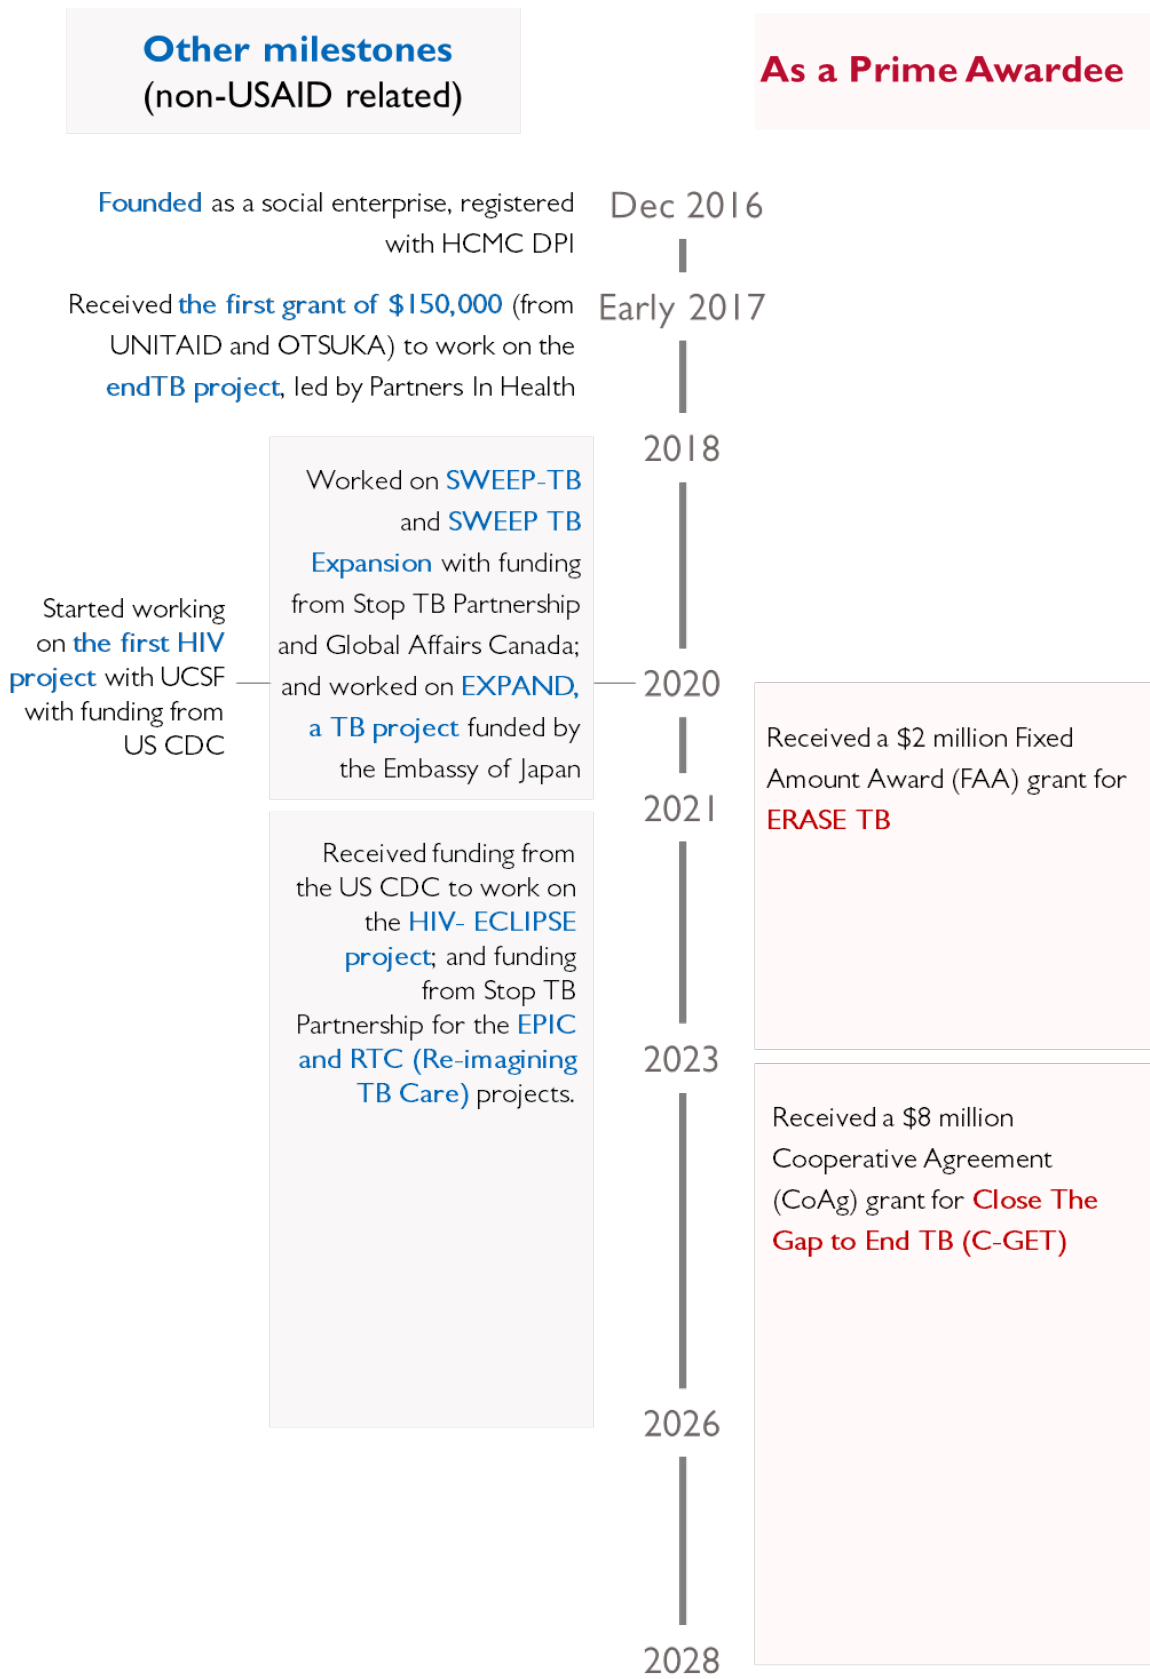 Other milestones
(non-USAID related)
As a Prime Awardee
Founded as a social enterprise, registered
with HCMC DPI
Dec 2016
Received the first grant of $150,000 (from
UNITAID and OTSUKA) to work on the
endTB project, led by Partners In Health
Early 2017
2018
Worked on SWEEP-TB
and SWEEP TB
Expansion with funding
from Stop TB Partnership
and Global Affairs Canada;
and worked on EXPAND,
a TB project funded by
the Embassy of Japan
Started working
on the first HIV
project with UCSF
with funding from
US CDC
2020
Received a $2 million Fixed
Amount Award (FAA) grant for
ERASE TB
2021
Received funding from
the US CDC to work on
the HIV- ECLIPSE
project; and funding
from Stop TB
Partnership for the EPIC
and RTC (Re-imagining
TB Care) projects.
2023
Received a $8 million
Cooperative Agreement
(CoAg) grant for Close The
Gap to End TB (C-GET)
2026
2028